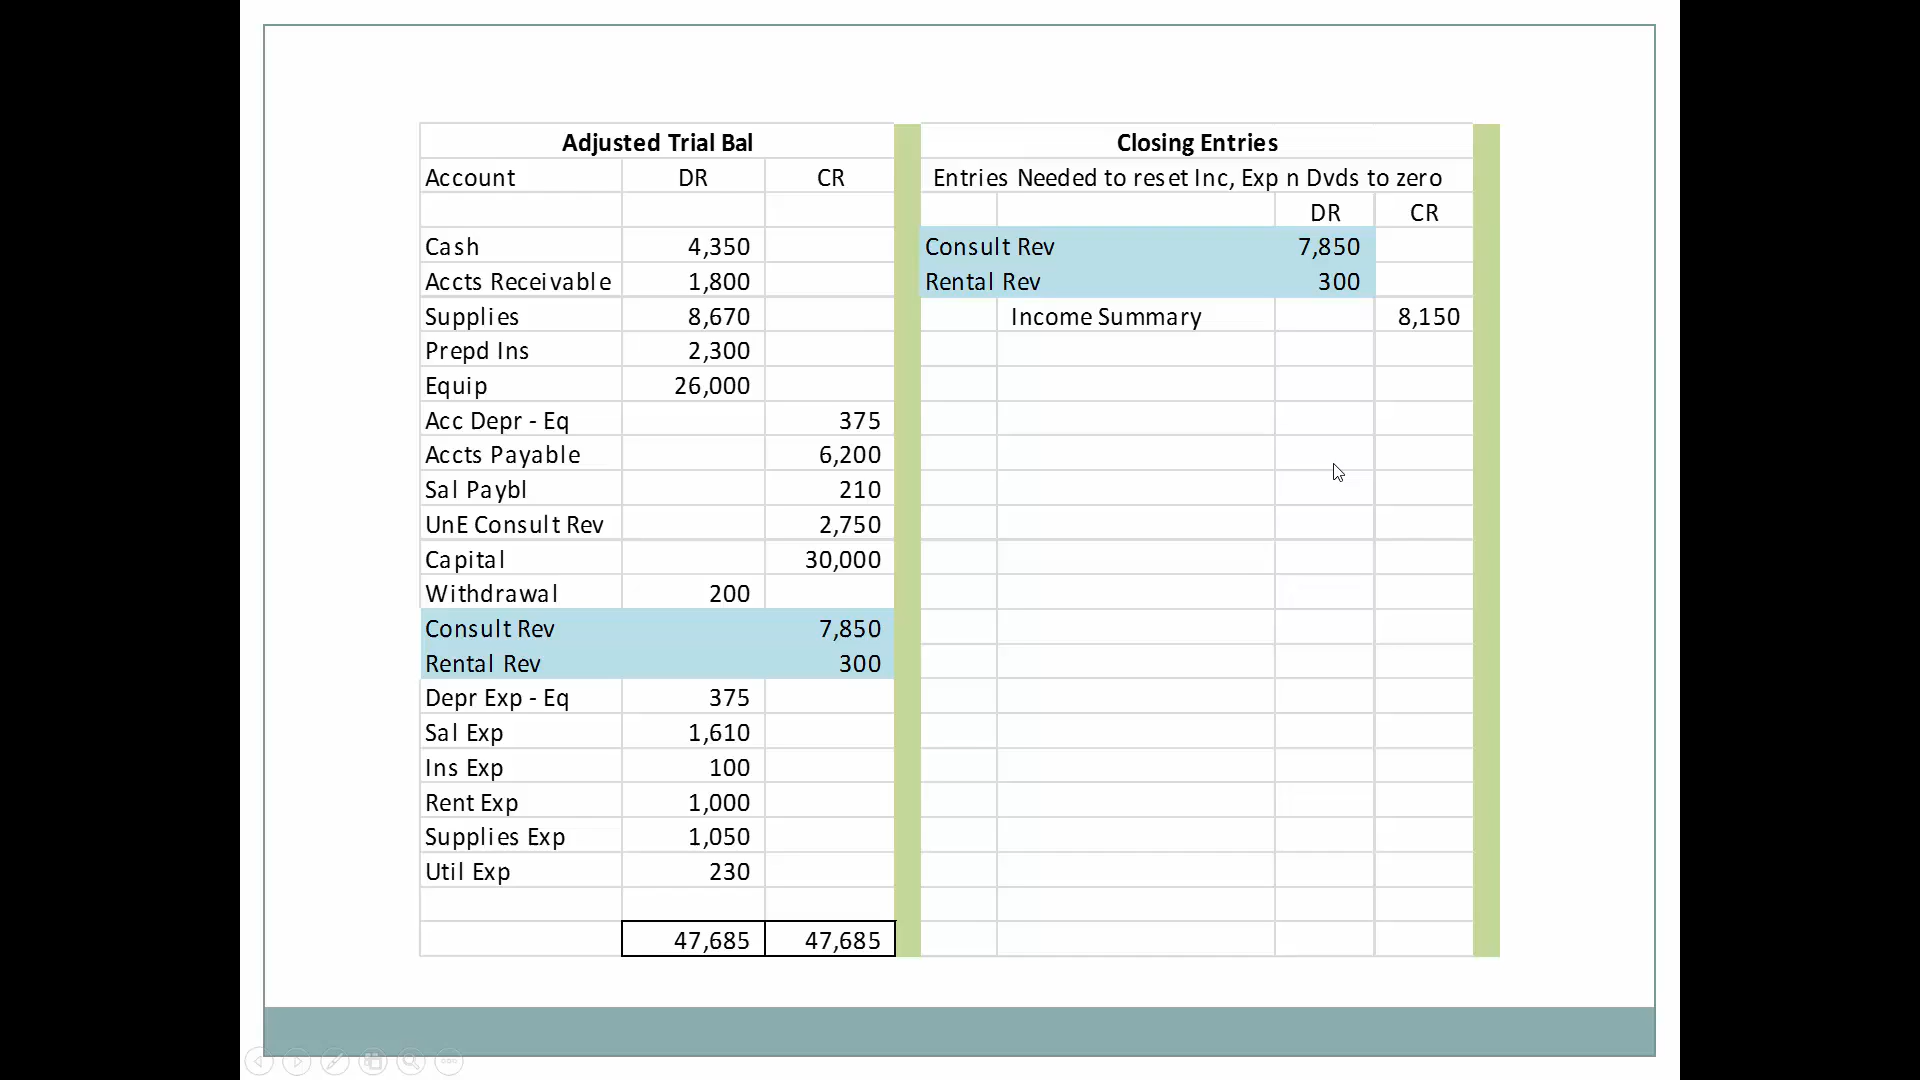 Adjusted Trial Bal
Account DR CR
Cash 4,350
Accts Receivable 1,800
Supplies 8,670
Prepd Ins 2,300
Equip 26,000
Acc Depr - Eq 375
Accts Payable 6,200
Sal Paybl 210
UnE Consult Rev 2,750
Capital 30,000
Withdrawal 200
Consult Rev 7,850
Rental Rev 300
Depr Exp - Eq 375
Sal Exp 1,610
Ins Exp 100
Rent Exp 1,000
Supplies Exp 1,050
Util Exp 230
47,685 47,685
Closing Entries
Entries Needed to reset Inc, Exp n Dvds to zero
DR CR
Consult Rev 7,850
Rental Rev 300
Income Summary 8,150